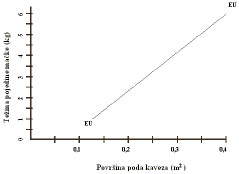 EU
6
5
4
3
2
1
0
EU
0,1 0,2 0,3 0,4
Težina pojedine mačke (kg)
Površina poda kaveza (m²)